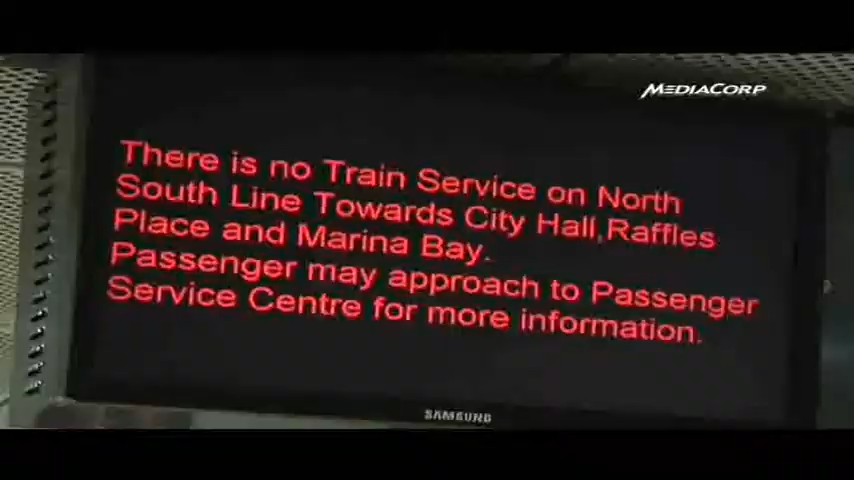 MEDIACORP
There is no Train Service on North
South Line Towards City Hall,Raffles
Place and Marina Bay.
Passenger may approach to Passenger
Service Centre for more information.
SAMSUNG